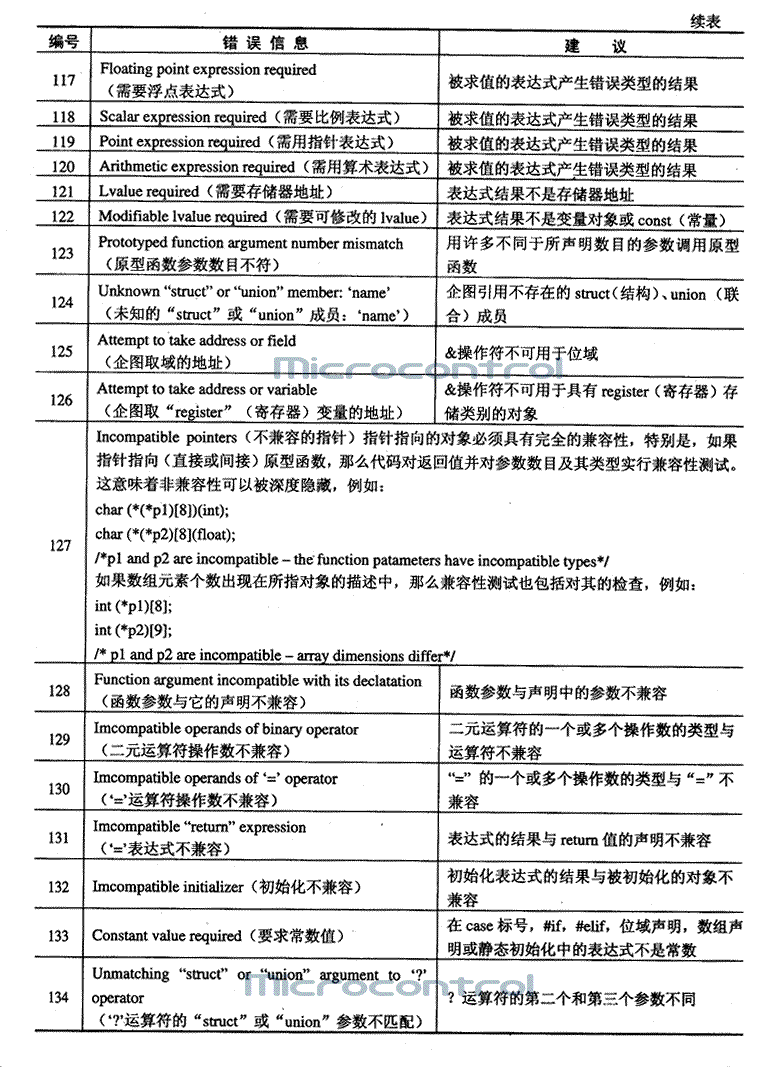 续表
编号 错误信息 建 议
117 Floating point expression required
（需要浮点表达式） 被求值的表达式产生错误类型的结果
118 Scalar expression required（需要比例表达式） 被求值的表达式产生错误类型的结果
119 Point expression required（需用指针表达式） 被求值的表达式产生错误类型的结果
120 Arithmetic expression required（需用算术表达式） 被求值的表达式产生错误类型的结果
121 Lvalue required（需要存储器地址） 表达式结果不是存储器地址
122 Modifiable lvalue required（需要可修改的 lvalue） 表达式结果不是变量对象或 const（常量）
123 Prototyped function argument number mismatch
（原型函数参数数目不符） 用许多不同于所声明数目的参数调用原型
函数
124 Unknown “struct” or “union” member: ‘name’
（未知的“struct”或“union”成员：‘name’） 企图引用不存在的 struct（结构）、union（联
合）成员
125 Attempt to take address or field
（企图取域的地址） &操作符不可用于位域
Microcontrol
126 Attempt to take address or variable
（企图取“register”（寄存器）变量的地址） &操作符不可用于具有 register（寄存器）存
储类别的对象
127 Incompatible pointers（不兼容的指针）指针指向的对象必须具有完全的兼容性，特别是，如果
指针指向（直接或间接）原型函数，那么代码对返回值并对参数数目及其类型实行兼容性测试。
这意味着非兼容性可以被深度隐藏，例如：
char (*(*p1)[8])(int);
char (*(*p2)[8](float);
/*p1 and p2 are incompatible – the function patameters have incompatible types*/
如果数组元素个数出现在所指对象的描述中，那么兼容性测试也包括对其的检查，例如：
int (*p1)[8];
int (*p2)[9];
/* p1 and p2 are incompatible – array dimensions differ*/
128 Function argument incompatible with its declatation
（函数参数与它的声明不兼容） 函数参数与声明中的参数不兼容
129 Imcompatible operands of binary operator
（二元运算符操作数不兼容） 二元运算符的一个或多个操作数的类型与
运算符不兼容
130 Imcompatible operands of ‘=’ operator
（‘=’运算符操作数不兼容） “=” 的一个或多个操作数的类型与“=”不
兼容
131 Imcompatible “return” expression
（‘=’表达式不兼容） 表达式的结果与 return 值的声明不兼容
132 Imcompatible initializer（初始化不兼容） 初始化表达式的结果与被初始化的对象不
兼容
133 Constant value required（要求常数值） 在 case 标号，#if，#elif，位域声明，数组声
明或静态初始化中的表达式不是常数
134 Unmatching “struct” or “union” argument to ‘?’
operator
（‘?’运算符的“struct”或“union”参数不匹配） ？运算符的第二个和第三个参数不同
Microcontrol